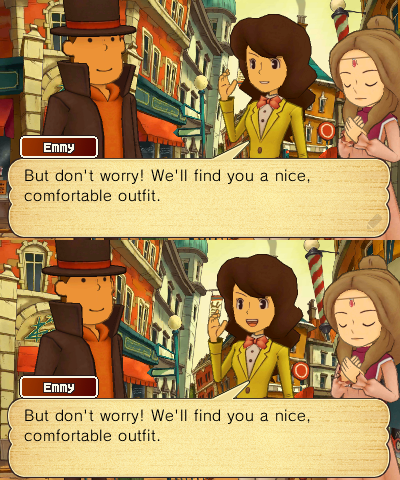 Emmy
But don't worry! We'll find you a nice,
comfortable outfit.
Emmy
But don't worry! We'll find you a nice,
comfortable outfit.